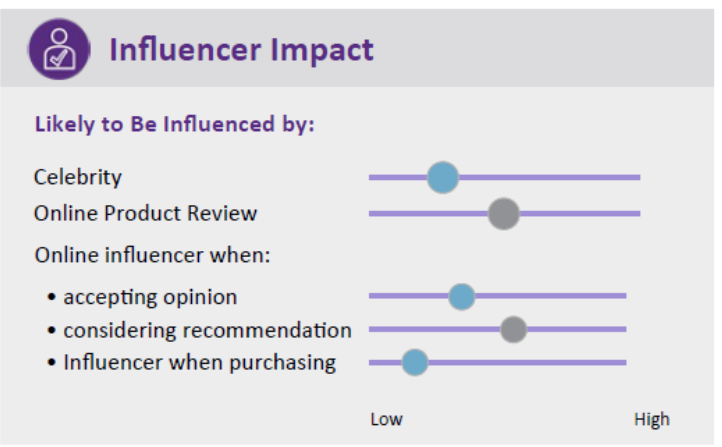 Influencer Impact
Likely to Be Influenced by:
Celebrity
Online Product Review
Online influencer when:
• accepting opinion
• considering recommendation
• Influencer when purchasing
Low High